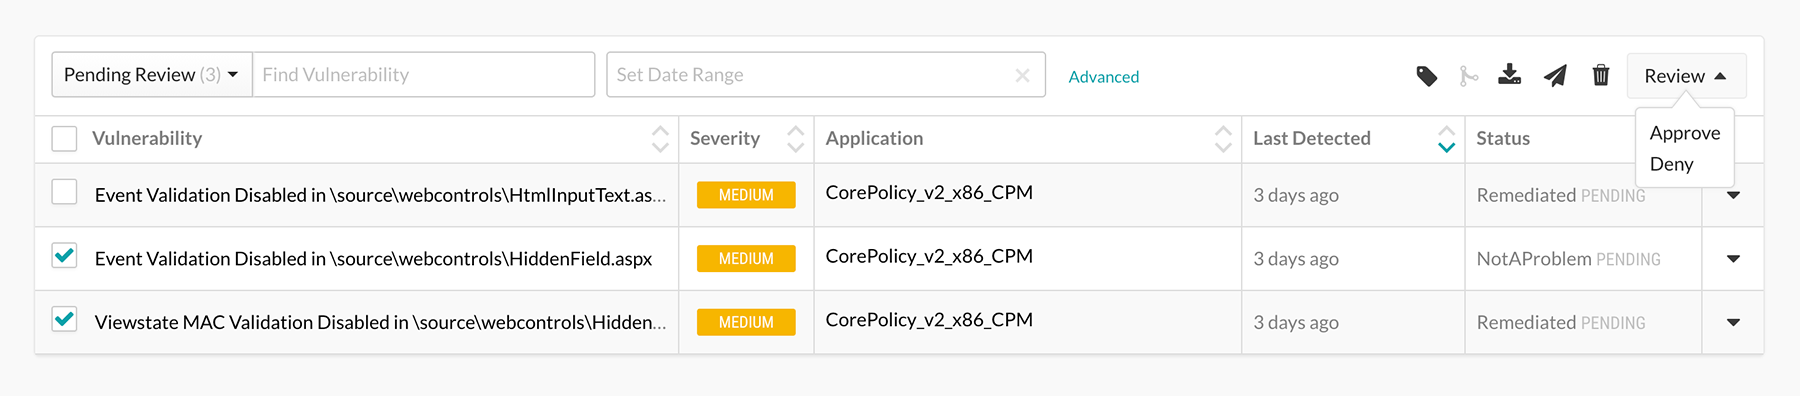 Pending Review (3) Find Vulnerability Set Date Range Advanced Review
Approve
Deny
Vulnerability Severity Application Last Detected Status
Event Validation Disabled in \source\webcontrols\HtmlInputText.as... MEDIUM CorePolicy_v2_x86_CPM 3 days ago Remediated PENDING
Event Validation Disabled in \source\webcontrols\HiddenField.aspx MEDIUM CorePolicy_v2_x86_CPM 3 days ago NotAProblem PENDING
Viewstate MAC Validation Disabled in \source\webcontrols\Hidden... MEDIUM CorePolicy_v2_x86_CPM 3 days ago Remediated PENDING